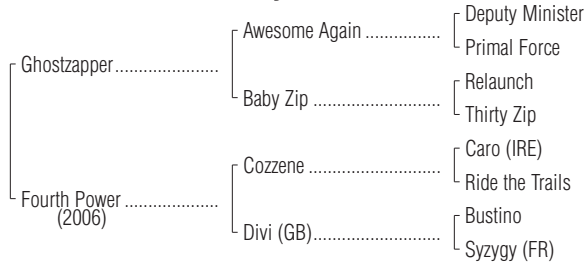 Deputy Minister
Awesome Again ................
Primal Force
Ghostzapper......................
Relaunch
Baby Zip ...........................
Thirty Zip
Caro (IRE)
Cozzene ............................
Ride the Trails
Fourth Power ....................
(2006)
Bustino
Divi (GB)...........................
Syzygy (FR)